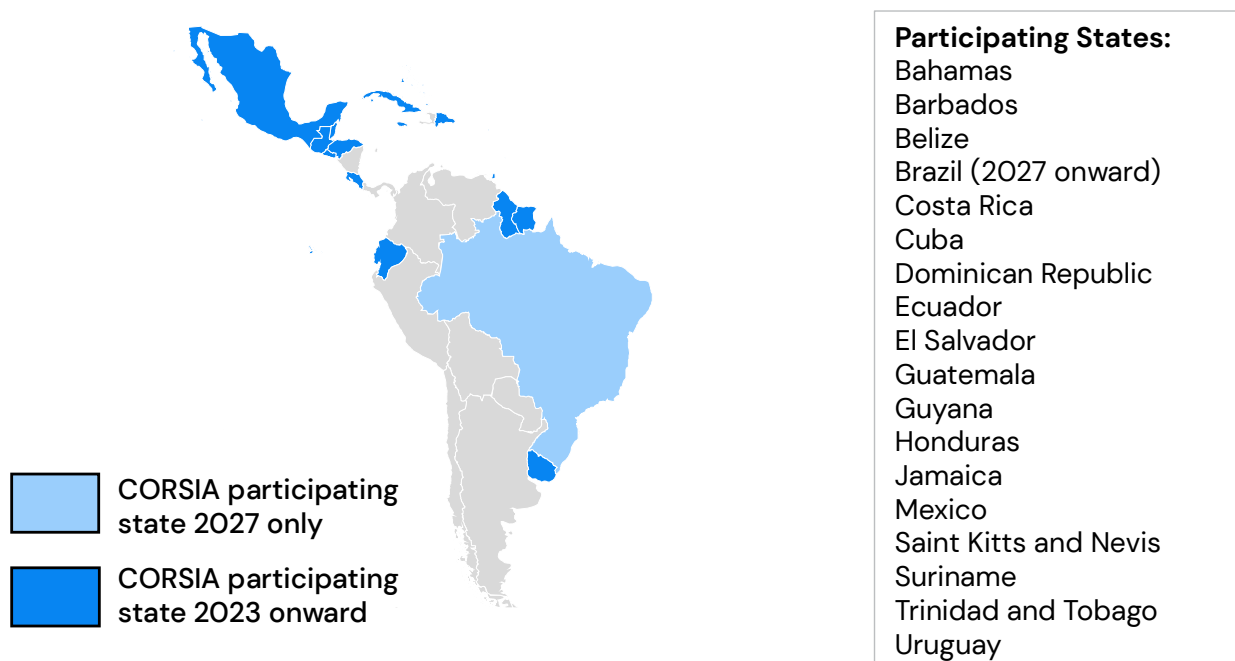 Participating States:
Bahamas
Barbados
Belize
Brazil (2027 onward)
Costa Rica
Cuba
Dominican Republic
Ecuador
El Salvador
Guatemala
Guyana
Honduras
Jamaica
Mexico
Saint Kitts and Nevis
Suriname
Trinidad and Tobago
Uruguay
CORSIA participating
state 2027 only
CORSIA participating
state 2023 onward